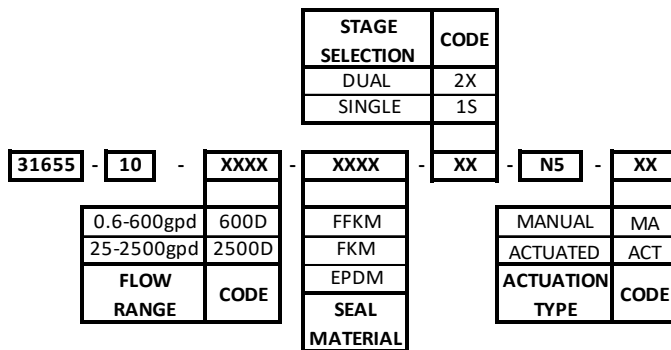 STAGE SELECTION CODE
DUAL 2X
SINGLE 1S
31655 - 10 - XXXX - XXXX - XX - N5 - XX
0.6-600gpd 600D FFKM MANUAL MA
25-2500gpd 2500D FKM ACTUATED ACT
FLOW RANGE CODE EPDM ACTUATION TYPE CODE
SEAL MATERIAL